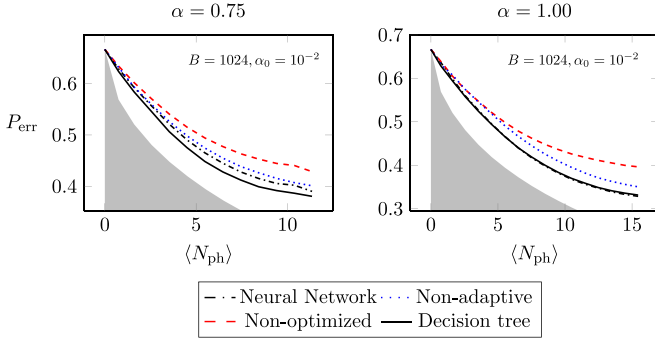 α = 0.75
α = 1.00
B = 1024, α₀ = 10⁻²
B = 1024, α₀ = 10⁻²
P_err
0.6
0.5
0.4
0.7
0.6
0.5
0.4
0.3
0
5
10
0
5
10
15
⟨N_ph⟩
⟨N_ph⟩
Neural Network
Non-adaptive
Non-optimized
Decision tree